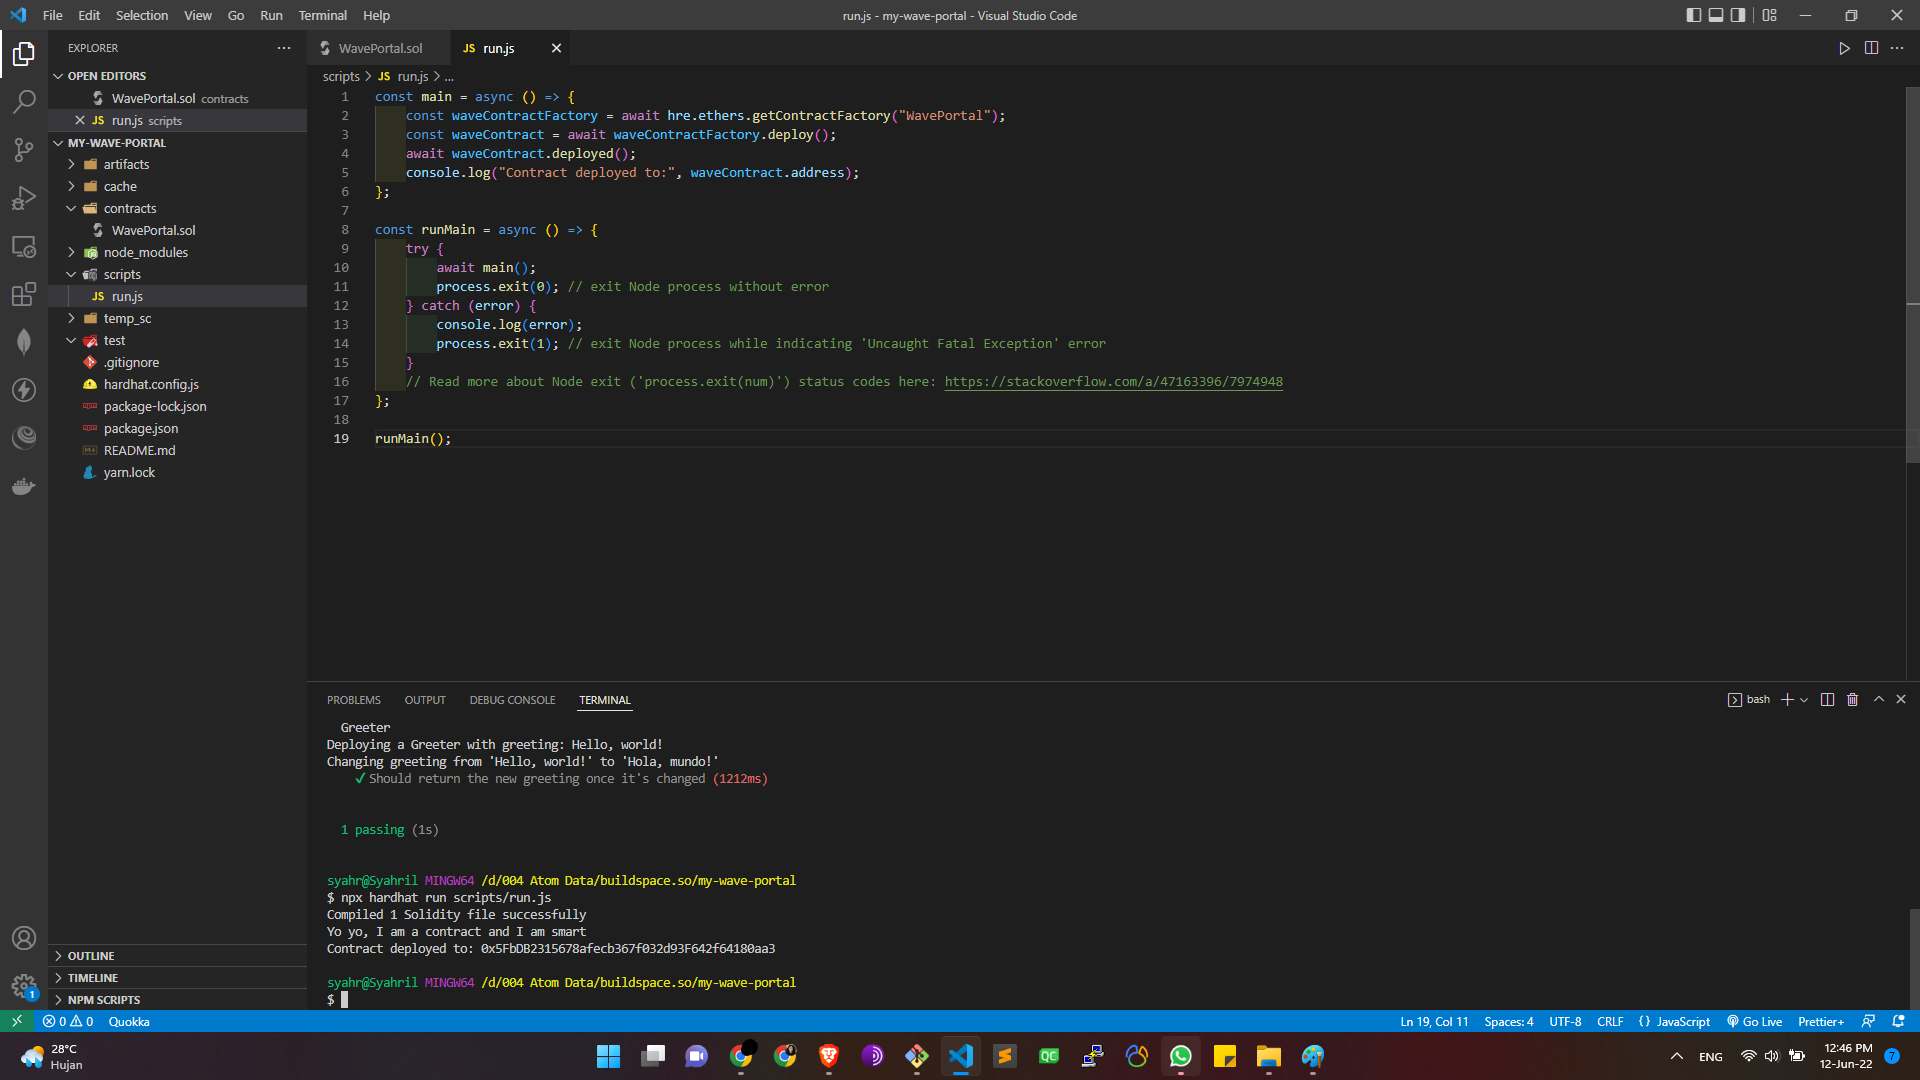 File Edit Selection View Go Run Terminal Help
run.js - my-wave-portal - Visual Studio Code
EXPLORER
OPEN EDITORS
WavePortal.sol contracts
JS run.js scripts
MY-WAVE-PORTAL
artifacts
cache
contracts
WavePortal.sol
node_modules
scripts
JS run.js
temp_sc
test
.gitignore
hardhat.config.js
package-lock.json
package.json
README.md
yarn.lock
OUTLINE
TIMELINE
NPM SCRIPTS
WavePortal.sol
JS run.js
scripts > JS run.js > ...
1 const main = async () => {
2 const waveContractFactory = await hre.ethers.getContractFactory("WavePortal");
3 const waveContract = await waveContractFactory.deploy();
4 await waveContract.deployed();
5 console.log("Contract deployed to:", waveContract.address);
6 };
7
8 const runMain = async () => {
9 try {
10 await main();
11 process.exit(0); // exit Node process without error
12 } catch (error) {
13 console.log(error);
14 process.exit(1); // exit Node process while indicating 'Uncaught Fatal Exception' error
15 }
16 // Read more about Node exit ('process.exit(num)') status codes here: https://stackoverflow.com/a/47163396/7974948
17 };
18
19 runMain();
PROBLEMS OUTPUT DEBUG CONSOLE TERMINAL
bash
Greeter
Deploying a Greeter with greeting: Hello, world!
Changing greeting from 'Hello, world!' to 'Hola, mundo!'
✓ Should return the new greeting once it's changed (1212ms)
1 passing (1s)
syahr@Syahril MINGW64 /d/004 Atom Data/buildspace.so/my-wave-portal
$ npx hardhat run scripts/run.js
Compiled 1 Solidity file successfully
Yo yo, I am a contract and I am smart
Contract deployed to: 0x5FbDB2315678afecb367f032d93F642f64180aa3
syahr@Syahril MINGW64 /d/004 Atom Data/buildspace.so/my-wave-portal
$
1
0 0 Quokka
Ln 19, Col 11 Spaces: 4 UTF-8 CRLF {} JavaScript Go Live Prettier+
28°C
Hujan
QC
ENG
12:46 PM
12-Jun-22
7